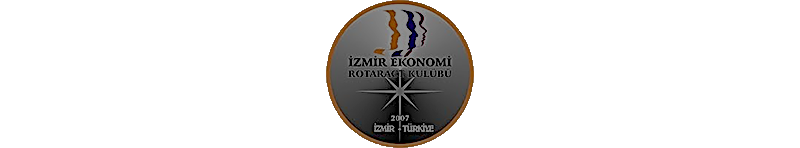 İZMİR EKONOMİ
ROTARACT KULÜBÜ
2007
İZMİR - TÜRKİYE